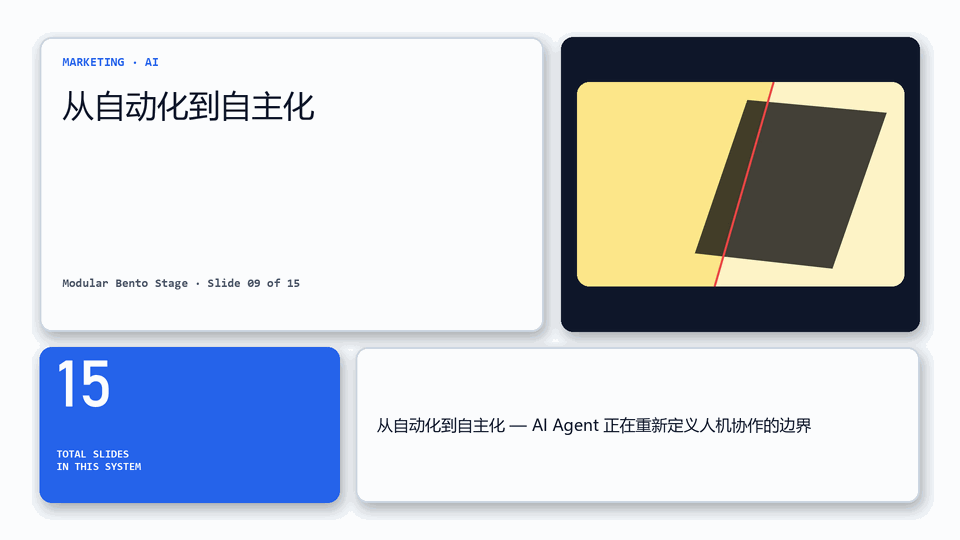 MARKETING · AI
从自动化到自主化
Modular Bento Stage · Slide 09 of 15
15
TOTAL SLIDES
IN THIS SYSTEM
从自动化到自主化 — AI Agent 正在重新定义人机协作的边界